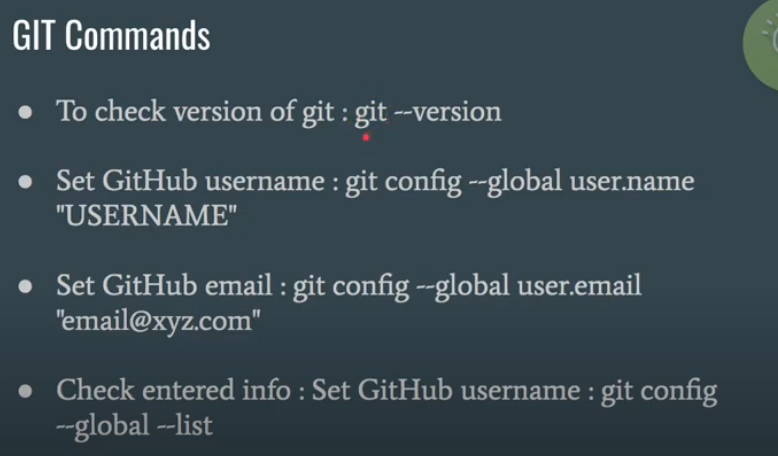 GIT Commands
● To check version of git : git --version
● Set GitHub username : git config --global user.name
"USERNAME"
● Set GitHub email : git config --global user.email
"email@xyz.com"
● Check entered info : Set GitHub username : git config
--global --list